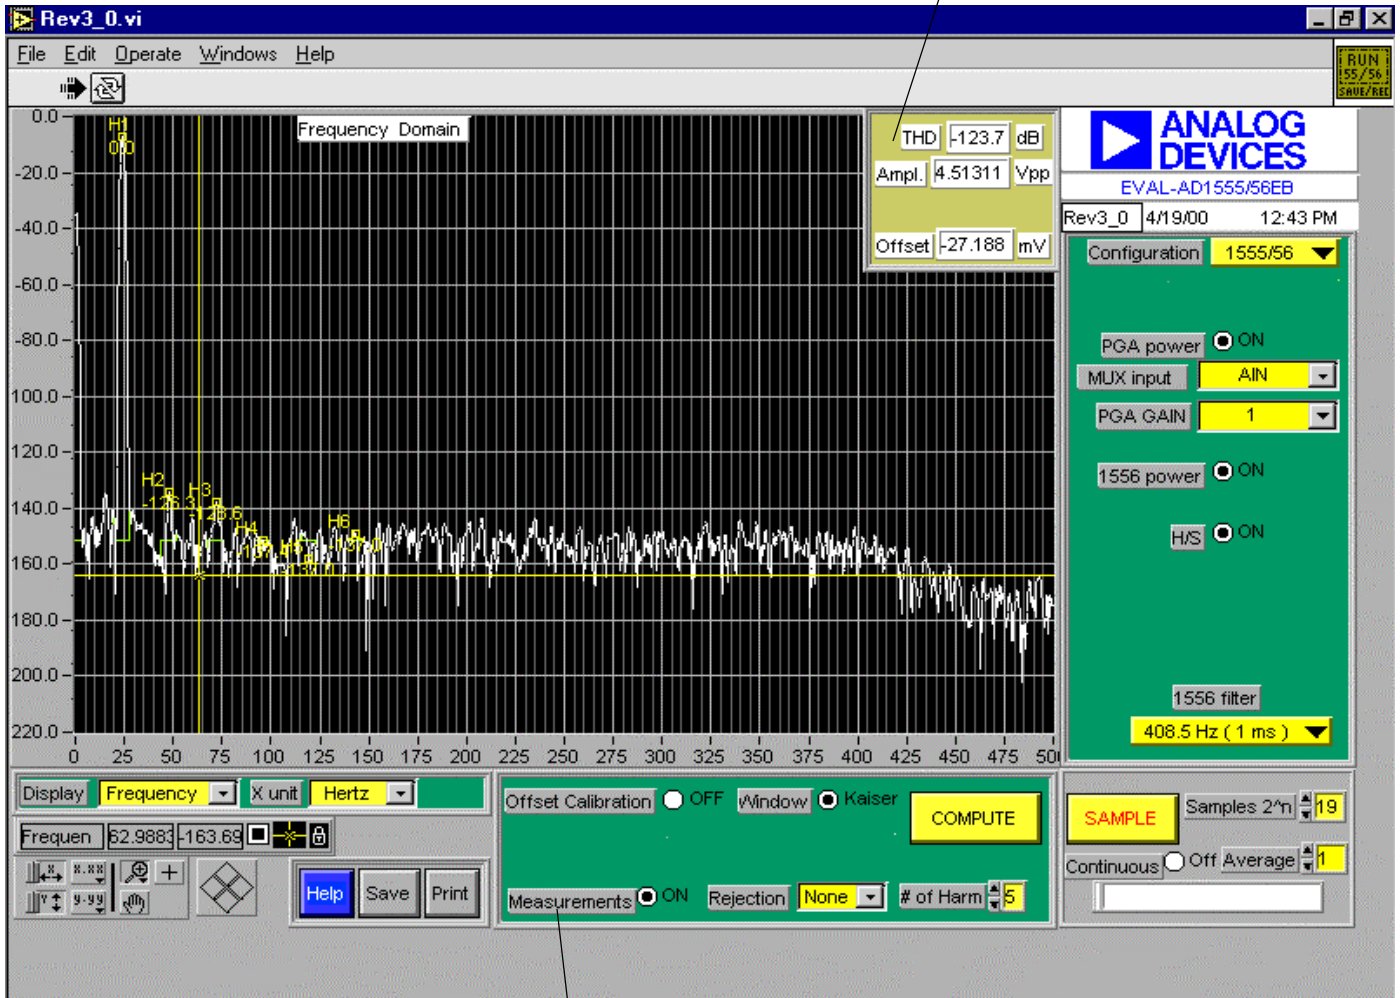 Rev3_0.vi
File Edit Operate Windows Help
RUN
55/56
SAVE/REC
Frequency Domain
THD -123.7 dB
Ampl. 4.51311 Vpp
Offset -27.188 mV
ANALOG
DEVICES
EVAL-AD1555/56EB
Rev3_0 4/19/00 12:43 PM
Configuration 1555/56
PGA power ON
MUX input AIN
PGA GAIN 1
1556 power ON
H/S ON
1556 filter
408.5 Hz ( 1 ms )
0.0
-20.0
-40.0
-60.0
-80.0
100.0
120.0
140.0
160.0
180.0
200.0
220.0
H1
0.0
H2
-126.3
H3
-128.6
H4
H6
0 25 50 75 100 125 150 175 200 225 250 275 300 325 350 375 400 425 450 475 50
Display Frequency X unit Hertz
Frequen 62.9883 -163.69
Help Save Print
Offset Calibration OFF Window Kaiser
COMPUTE
Measurements ON Rejection None # of Harm 5
SAMPLE Samples 2^n 19
Continuous Off Average 1